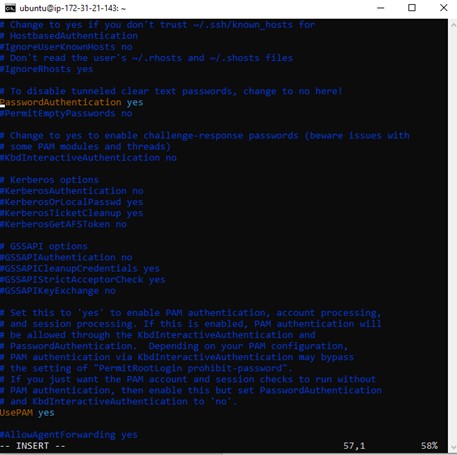 ubuntu@ip-172-31-21-143: ~
# Change to yes if you don't trust ~/.ssh/known_hosts for
# HostbasedAuthentication
#IgnoreUserKnownHosts no
# Don't read the user's ~/.rhosts and ~/.shosts files
#IgnoreRhosts yes
# To disable tunneled clear text passwords, change to no here!
PasswordAuthentication yes
#PermitEmptyPasswords no
# Change to yes to enable challenge-response passwords (beware issues with
# some PAM modules and threads)
#KbdInteractiveAuthentication no
# Kerberos options
#KerberosAuthentication no
#KerberosOrLocalPasswd yes
#KerberosTicketCleanup yes
#KerberosGetAFSToken no
# GSSAPI options
#GSSAPIAuthentication no
#GSSAPICleanupCredentials yes
#GSSAPIStrictAcceptorCheck yes
#GSSAPIKeyExchange no
# Set this to 'yes' to enable PAM authentication, account processing,
# and session processing. If this is enabled, PAM authentication will
# be allowed through the KbdInteractiveAuthentication and
# PasswordAuthentication.  Depending on your PAM configuration,
# PAM authentication via KbdInteractiveAuthentication may bypass
# the setting of "PermitRootLogin prohibit-password".
# If you just want the PAM account and session checks to run without
# PAM authentication, then enable this but set PasswordAuthentication
# and KbdInteractiveAuthentication to 'no'.
UsePAM yes
#AllowAgentForwarding yes
-- INSERT -- 57,1 58%